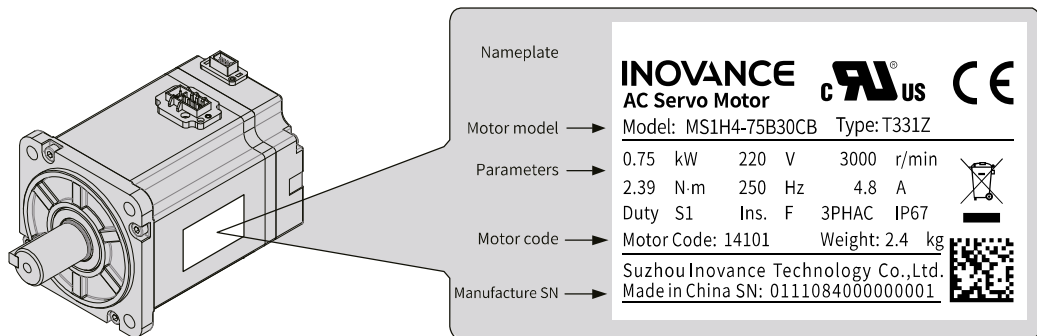 Nameplate
INOVANCE
AC Servo Motor
C RU® US CE
Motor model
Model: MS1H4-75B30CB Type: T331Z
Parameters
0.75 kW 220 V 3000 r/min
2.39 N·m 250 Hz 4.8 A
Duty S1 Ins. F 3PHAC IP67
Motor code
Motor Code: 14101 Weight: 2.4 kg
Suzhou Inovance Technology Co.,Ltd.
Manufacture SN
Made in China SN: 0111084000000001